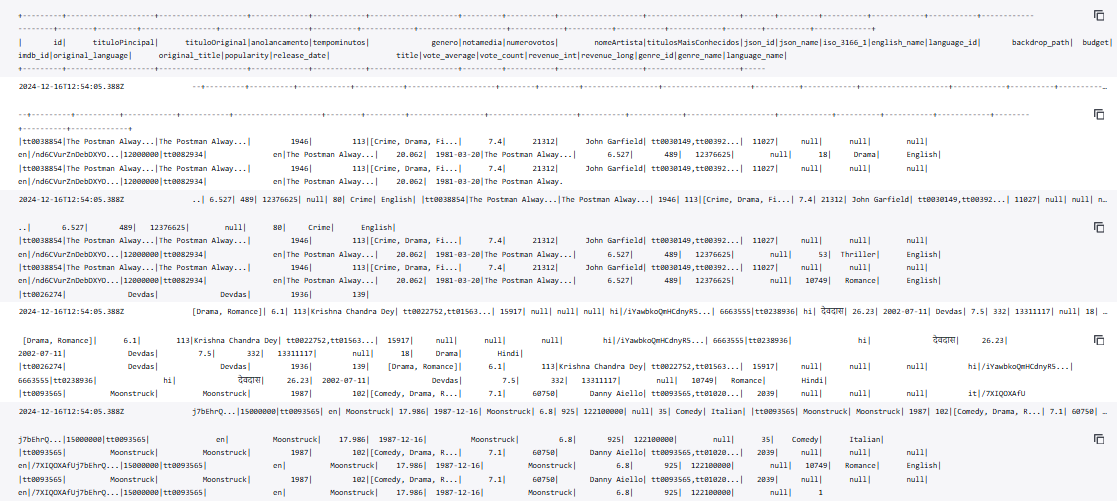 +--------------------+--------------------+--------------------+
|        id|      tituloPincipal|      tituloOriginal|anolancamento|tempominutos|              genero|notamedia|numerovotos|        nomeArtista|titulosMaisConhecidos|json_id|json_name|iso_3166_1|english_name|language_id|       backdrop_path|  budget|
imdb_id|original_language|      original_title|popularity|release_date|                title|vote_average|vote_count|revenue_int|revenue_long|genre_id|genre_name|language_name|
2024-12-16T12:54:05.388Z
|tt0038854|The Postman Alway...|The Postman Alway...|         1946|         113|[Crime, Drama, Fi...|      7.4|      21312|      John Garfield| tt0030149,tt00392...|  11027|     null|      null|        null|
en|/nd6CVurZnDebDXYO...|12000000|tt0082934|               en|The Postman Alway...|    20.062|  1981-03-20|The Postman Alway...|       6.527|       489|   12376625|        null|      18|     Drama|      English|
|tt0038854|The Postman Alway...|The Postman Alway...|         1946|         113|[Crime, Drama, Fi...|      7.4|      21312|      John Garfield| tt0030149,tt00392...|  11027|     null|      null|        null|
en|/nd6CVurZnDebDXYO...|12000000|tt0082934|               en|The Postman Alway...|    20.062|  1981-03-20|The Postman Alway.
2024-12-16T12:54:05.388Z ..| 6.527| 489| 12376625| null| 80| Crime| English| |tt0038854|The Postman Alway...|The Postman Alway...| 1946| 113|[Crime, Drama, Fi...| 7.4| 21312| John Garfield| tt0030149,tt00392...| 11027| null| null| n…
..|       6.527|       489|   12376625|        null|      80|     Crime|      English|
|tt0038854|The Postman Alway...|The Postman Alway...|         1946|         113|[Crime, Drama, Fi...|      7.4|      21312|      John Garfield| tt0030149,tt00392...|  11027|     null|      null|        null|
en|/nd6CVurZnDebDXYO...|12000000|tt0082934|               en|The Postman Alway...|    20.062|  1981-03-20|The Postman Alway...|       6.527|       489|   12376625|        null|      53|  Thriller|      English|
|tt0038854|The Postman Alway...|The Postman Alway...|         1946|         113|[Crime, Drama, Fi...|      7.4|      21312|      John Garfield| tt0030149,tt00392...|  11027|     null|      null|        null|
en|/nd6CVurZnDebDXYO...|12000000|tt0082934|               en|The Postman Alway...|    20.062|  1981-03-20|The Postman Alway...|       6.527|       489|   12376625|        null|   10749|   Romance|      English|
|tt0026274|              Devdas|              Devdas|         1936|         139|
2024-12-16T12:54:05.388Z [Drama, Romance]| 6.1| 113|Krishna Chandra Dey| tt0022752,tt01563...| 15917| null| null| null| hi|/iYawbkoQmHCdnyR5...| 6663555|tt0238936| hi| देवदास| 26.23| 2002-07-11| Devdas| 7.5| 332| 13311117| null| 18| …
[Drama, Romance]|      6.1|        113|Krishna Chandra Dey| tt0022752,tt01563...|  15917|     null|      null|        null|         hi|/iYawbkoQmHCdnyR5...| 6663555|tt0238936|               hi|              देवदास|     26.23|
2002-07-11|              Devdas|         7.5|       332|   13311117|        null|      18|     Drama|        Hindi|
|tt0026274|              Devdas|              Devdas|         1936|         139|    [Drama, Romance]|      6.1|        113|Krishna Chandra Dey| tt0022752,tt01563...|  15917|     null|      null|        null|         hi|/iYawbkoQmHCdnyR5...|
6663555|tt0238936|               hi|              देवदास|     26.23|  2002-07-11|              Devdas|         7.5|       332|   13311117|        null|   10749|   Romance|        Hindi|
|tt0093565|          Moonstruck|          Moonstruck|         1987|         102|[Comedy, Drama, R...|      7.1|      60750|       Danny Aiello| tt0093565,tt01020...|   2039|     null|      null|        null|         it|/7XIQOXAfU
2024-12-16T12:54:05.388Z j7bEhrQ...|15000000|tt0093565| en| Moonstruck| 17.986| 1987-12-16| Moonstruck| 6.8| 925| 122100000| null| 35| Comedy| Italian| |tt0093565| Moonstruck| Moonstruck| 1987| 102|[Comedy, Drama, R...| 7.1| 60750| …
j7bEhrQ...|15000000|tt0093565|               en|          Moonstruck|    17.986|  1987-12-16|          Moonstruck|         6.8|       925|  122100000|        null|      35|    Comedy|      Italian|
|tt0093565|          Moonstruck|          Moonstruck|         1987|         102|[Comedy, Drama, R...|      7.1|      60750|       Danny Aiello| tt0093565,tt01020...|   2039|     null|      null|        null|
en|/7XIQOXAfUj7bEhrQ...|15000000|tt0093565|               en|          Moonstruck|    17.986|  1987-12-16|          Moonstruck|         6.8|       925|  122100000|        null|   10749|   Romance|      English|
|tt0093565|          Moonstruck|          Moonstruck|         1987|         102|[Comedy, Drama, R...|      7.1|      60750|       Danny Aiello| tt0093565,tt01020...|   2039|     null|      null|        null|
en|/7XIQOXAfUj7bEhrQ...|15000000|tt0093565|               en|          Moonstruck|    17.986|  1987-12-16|          Moonstruck|         6.8|       925|  122100000|        null|      1